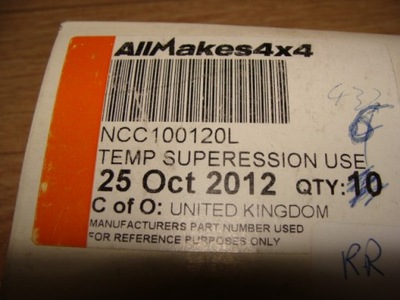 AllMakes4x4
NCC100120L
TEMP SUPERESSION USE
25 Oct 2012 QTY: 10
C of O: UNITED KINGDOM
MANUFACTURERS PART NUMBER USED
FOR REFERENCE PURPOSES ONLY
RR